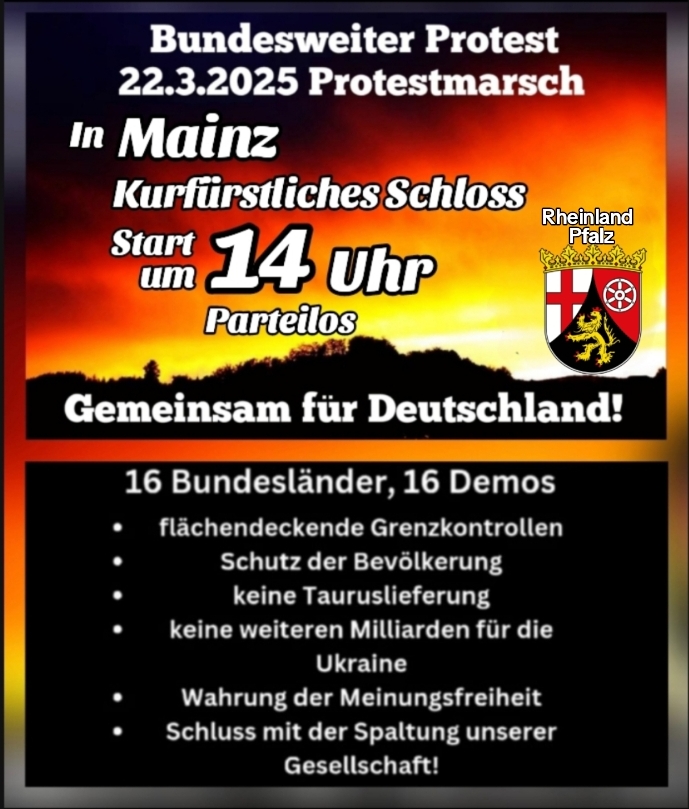 Bundesweiter Protest
22.3.2025 Protestmarsch
In Mainz
Kurfürstliches Schloss
Start
um 14 Uhr
Parteilos
Rheinland
Pfalz
Gemeinsam für Deutschland!
16 Bundesländer, 16 Demos
• flächendeckende Grenzkontrollen
• Schutz der Bevölkerung
• keine Tauruslieferung
• keine weiteren Milliarden für die
Ukraine
• Wahrung der Meinungsfreiheit
• Schluss mit der Spaltung unserer
Gesellschaft!